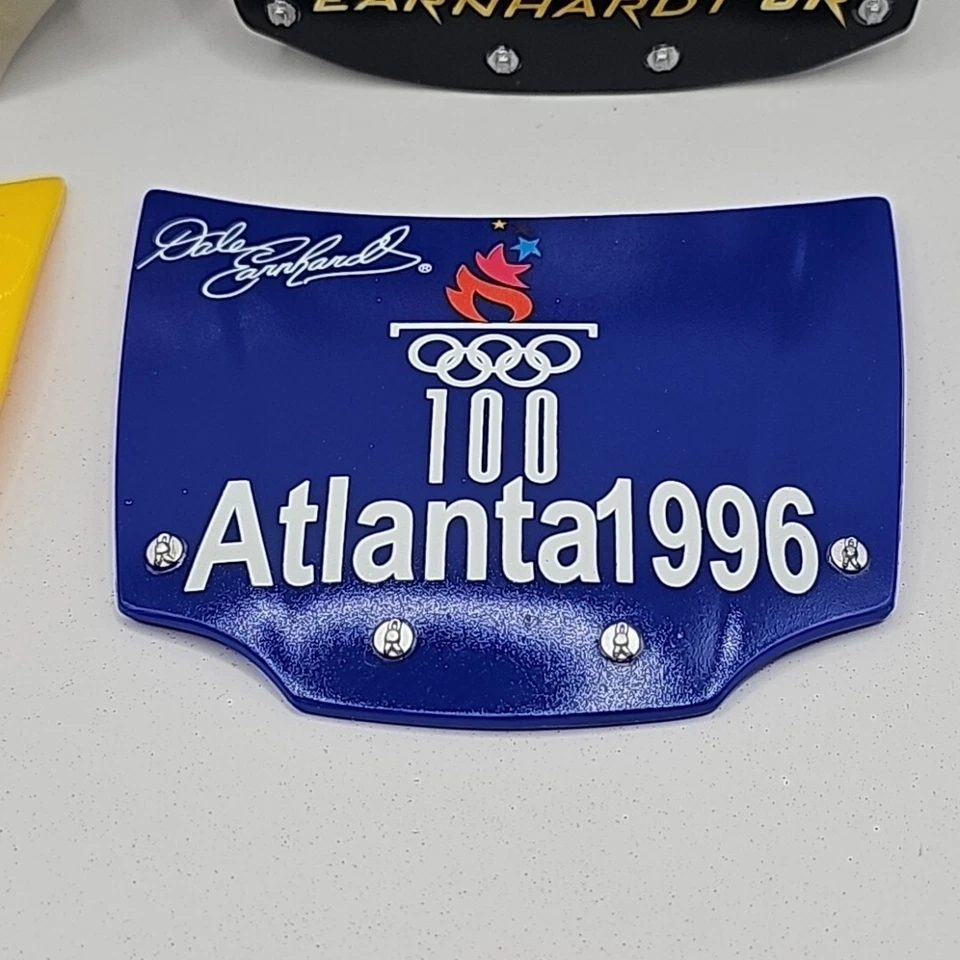 EARNHARDT JR
Dale
Earnhardt ®
100
Atlanta1996